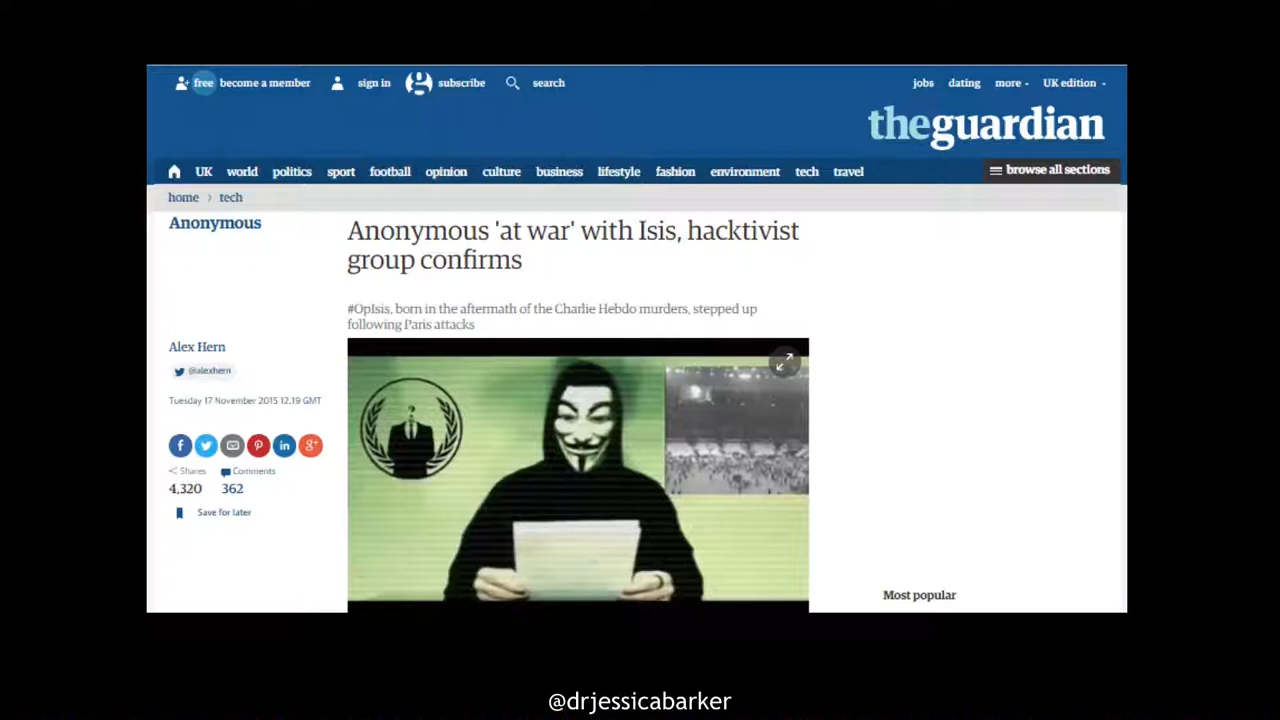 free become a member sign in subscribe search jobs dating more UK edition
theguardian
UK world politics sport football opinion culture business lifestyle fashion environment tech travel browse all sections
home › tech
Anonymous
Anonymous 'at war' with Isis, hacktivist
group confirms
#OpIsis, born in the aftermath of the Charlie Hebdo murders, stepped up
following Paris attacks
Alex Hern
@alexhern
Tuesday 17 November 2015 12.19 GMT
Shares Comments
4,320 362
Save for later
Most popular
@drjessicabarker